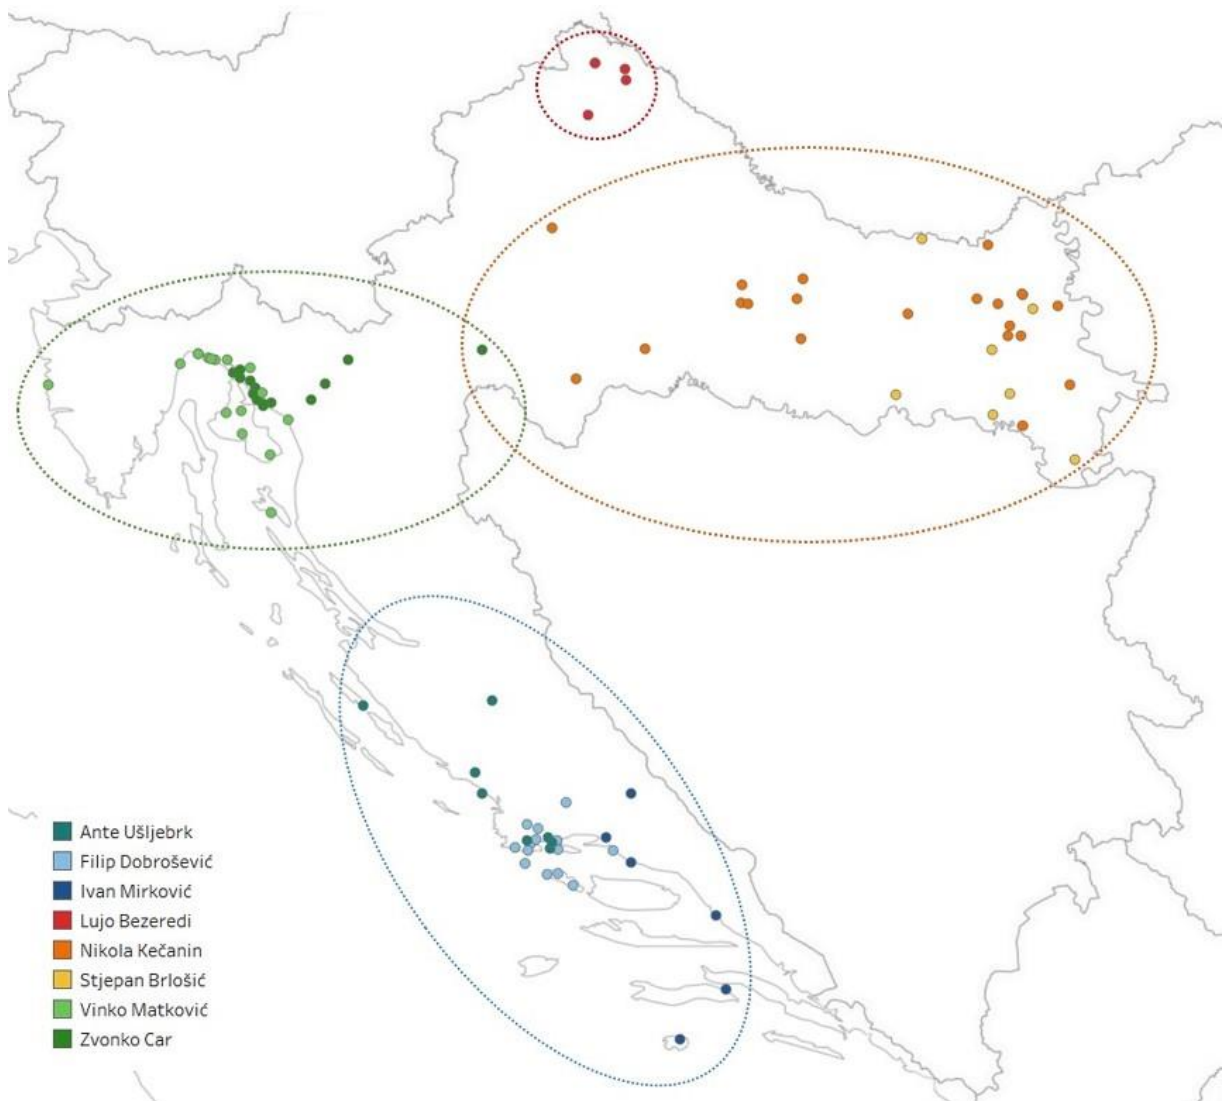 Ante Ušljebrk
Filip Dobrošević
Ivan Mirković
Lujo Bezeredi
Nikola Kečanin
Stjepan Brlošić
Vinko Matković
Zvonko Car